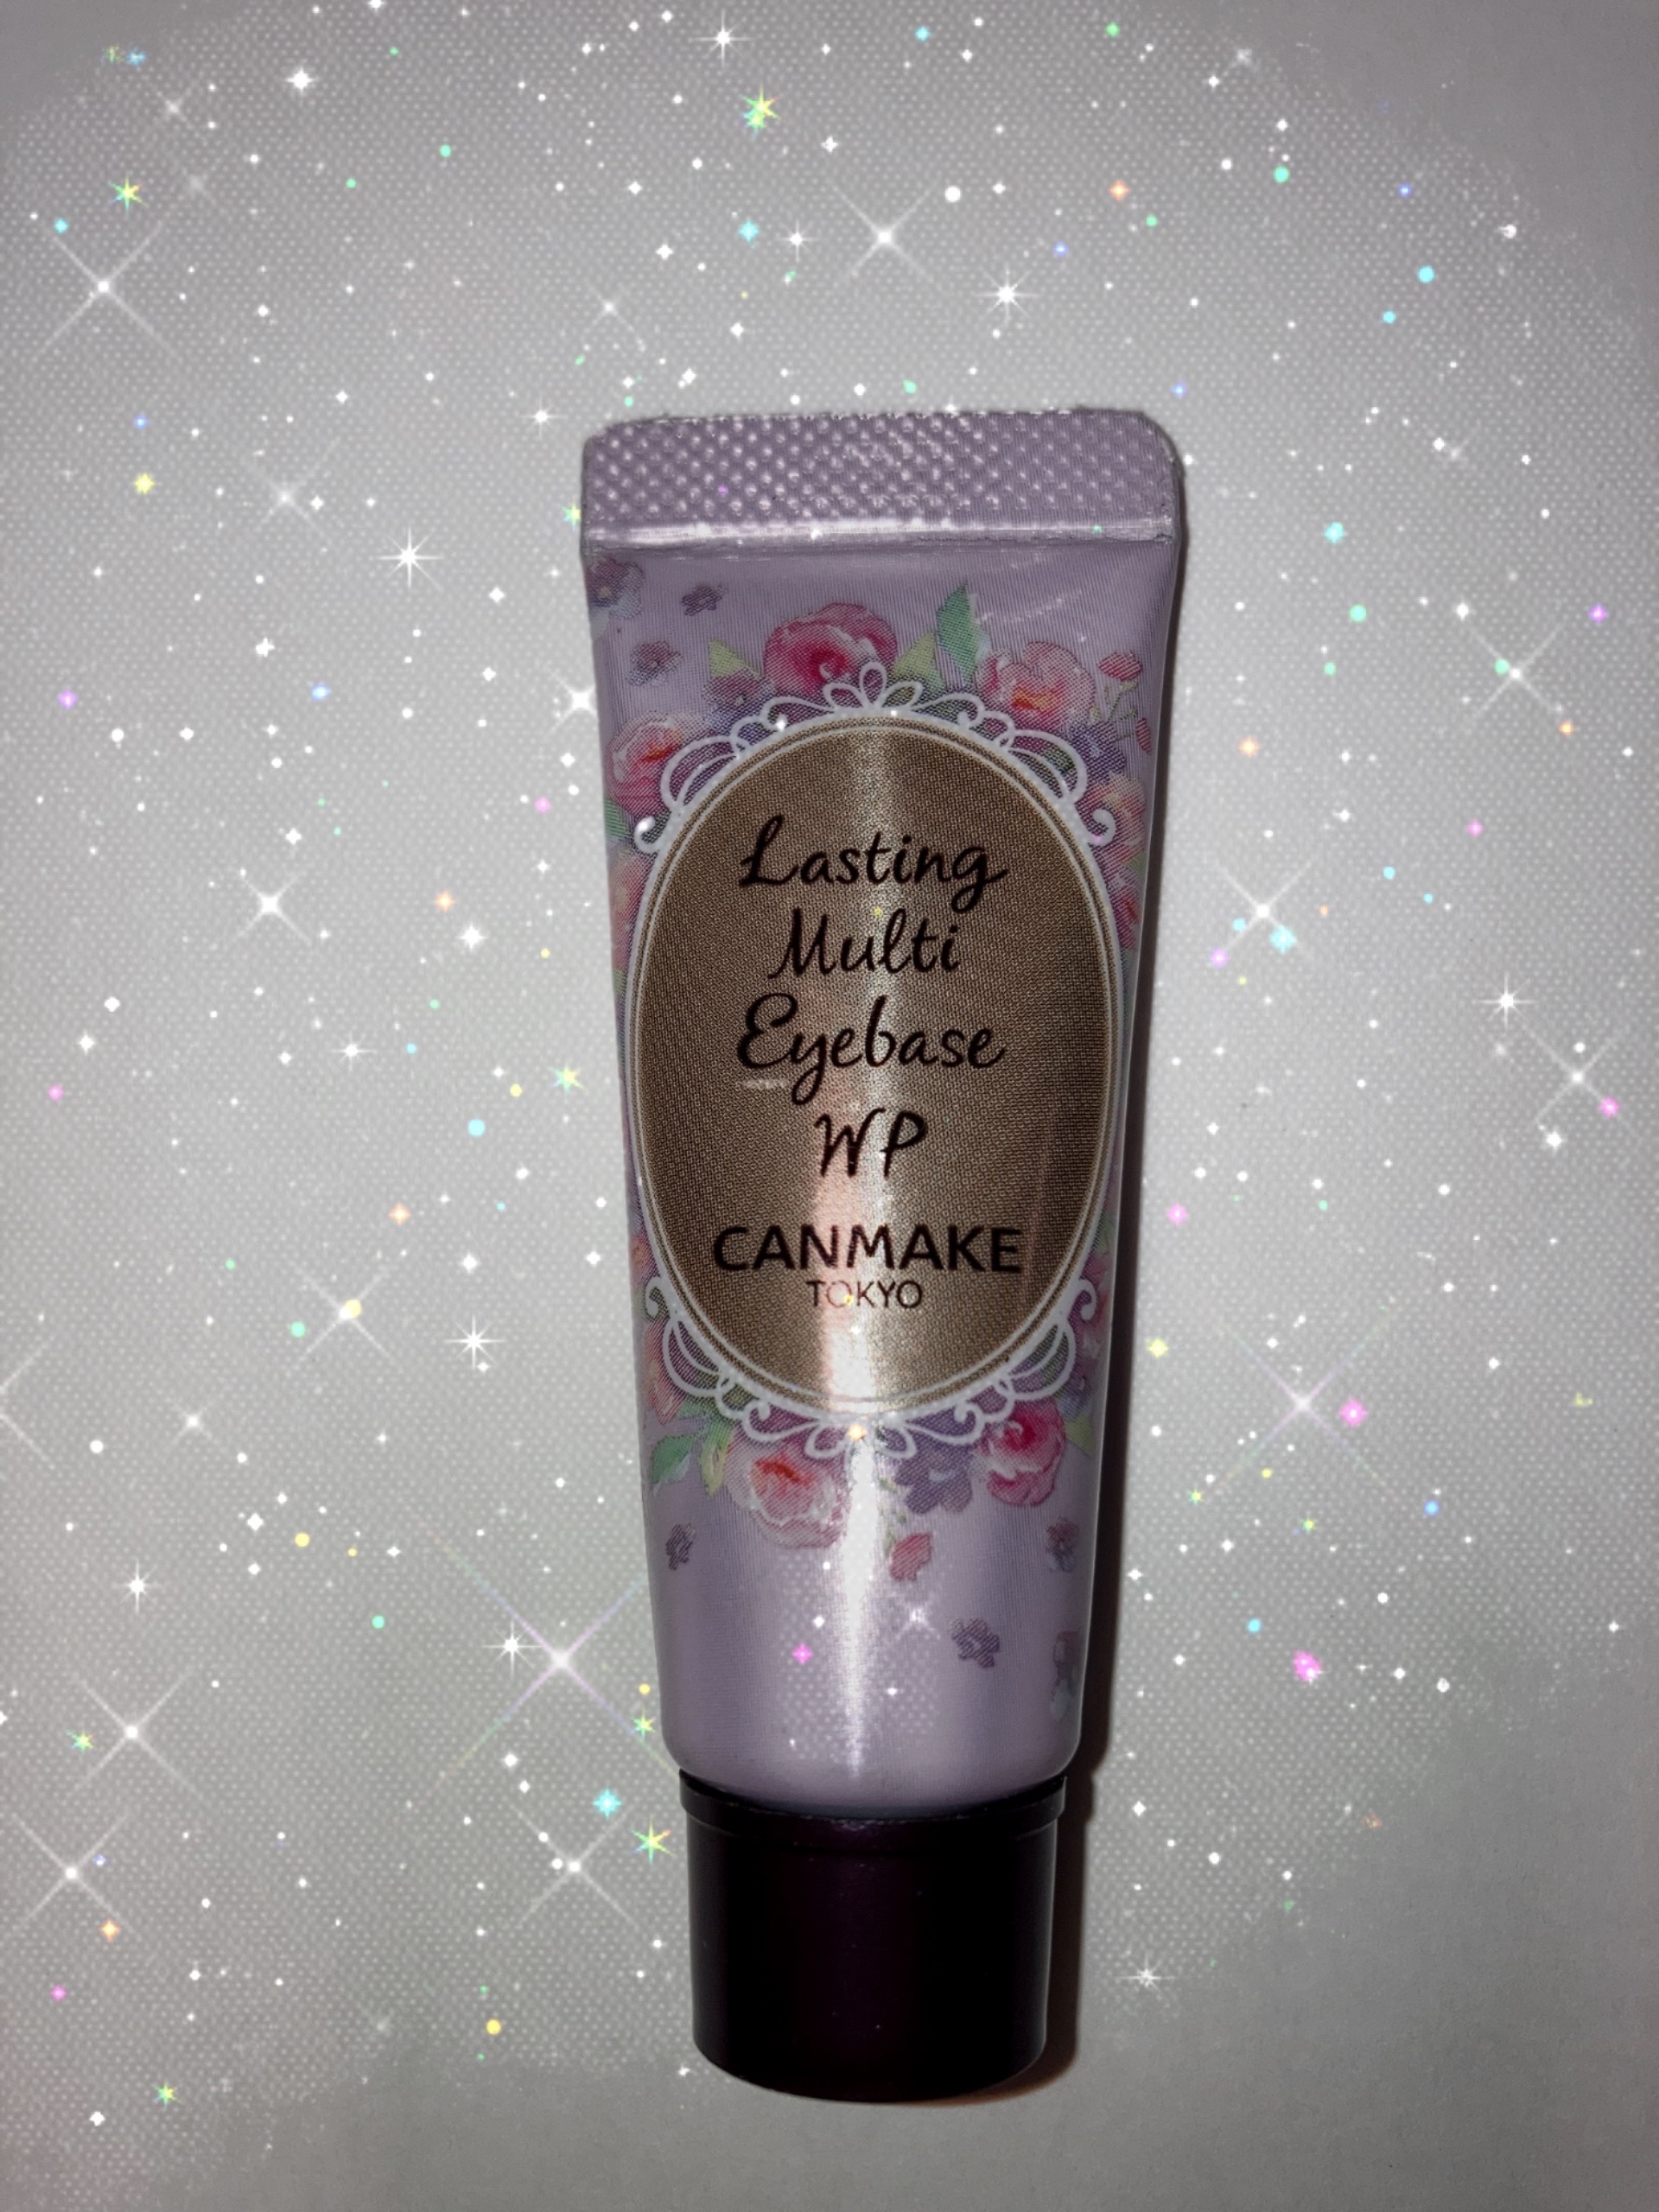 Lasting
Multi
Eyebase
WP
CANMAKE
TOKYO